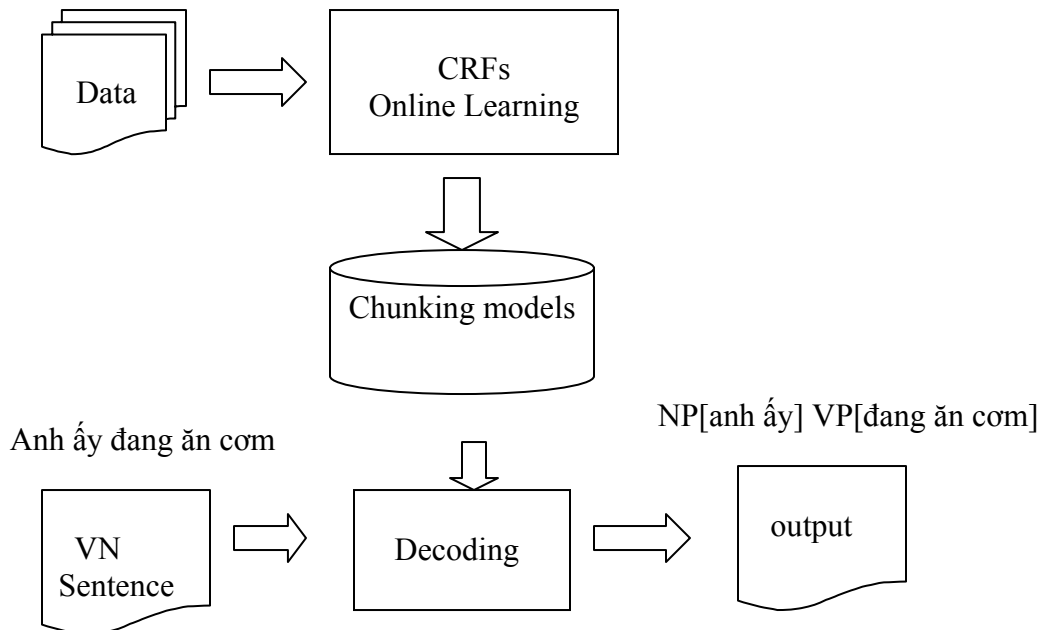 Data
CRFs
Online Learning
Chunking models
NP[anh ấy] VP[đang ăn cơm]
Anh ấy đang ăn cơm
VN
Sentence
Decoding
output